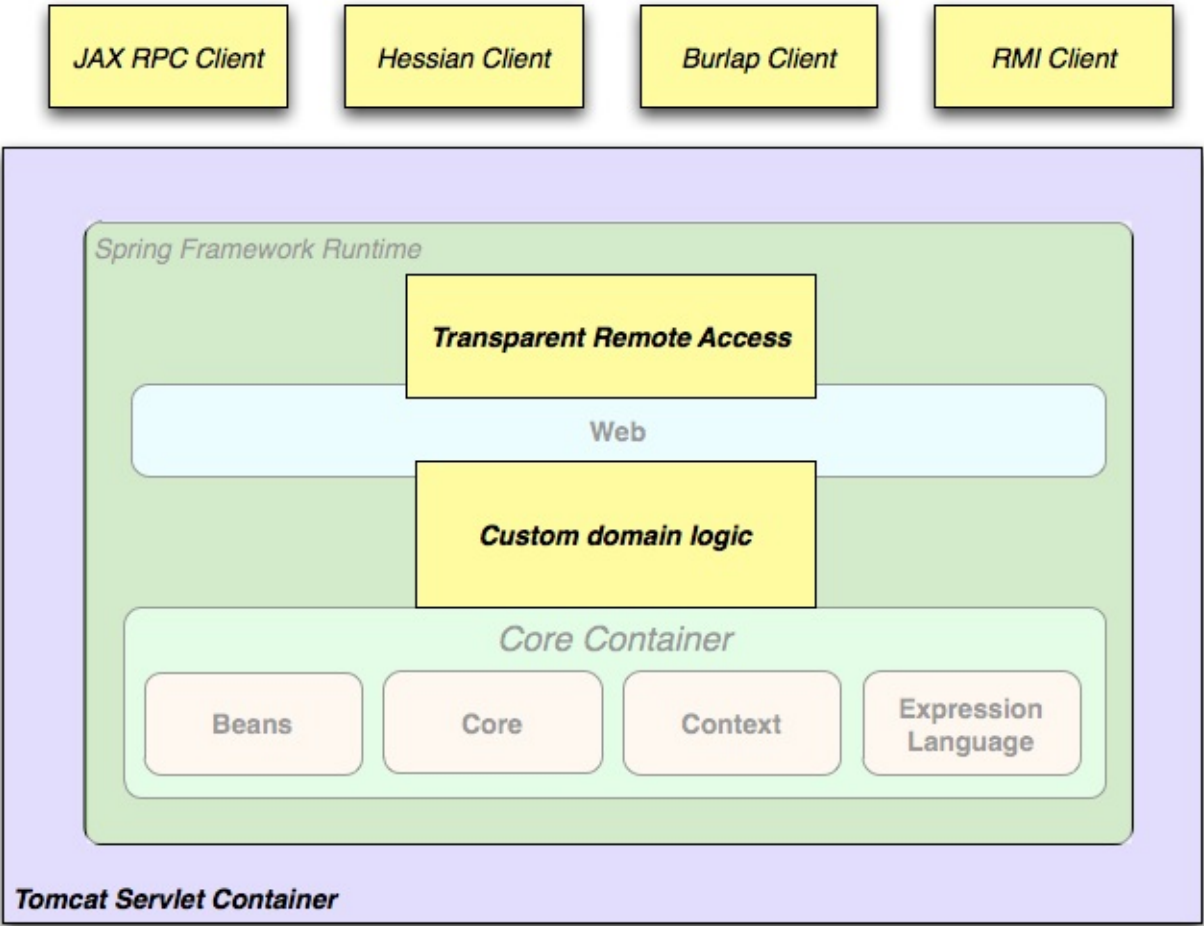 JAX RPC Client
Hessian Client
Burlap Client
RMI Client
Spring Framework Runtime
Transparent Remote Access
Web
Custom domain logic
Core Container
Beans
Core
Context
Expression
Language
Tomcat Servlet Container